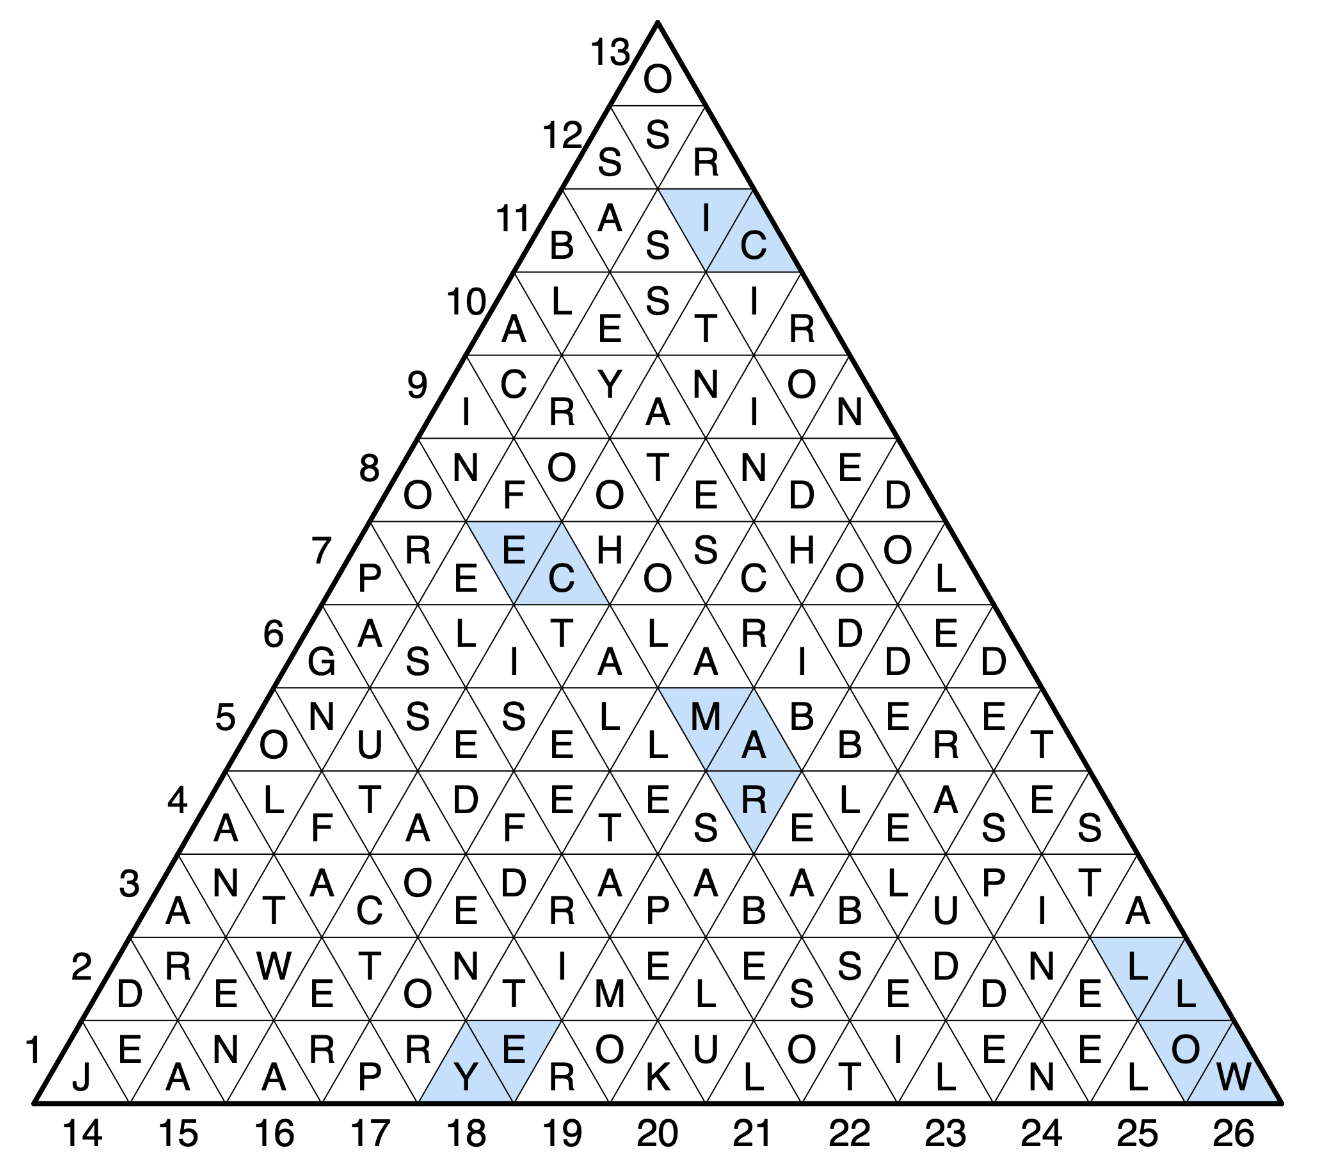 13 O
12 S S R
11 B A S I C
10 A L E S T I R
9 I C R Y A N I O N
8 O N F O O T E N D E D
7 P R E E C H O S C H O O L
6 G A S L I T A L A R I D D E D
5 O N U S E S E L L M A B B E R E T
4 A L F T A D F E T E S R E L E A S E S
3 A N T A C O E D R A P A B A B L U P I T A
2 D R E W E T O N T I M E L E S S E D D N E L L
1 J E A N A R P R Y E R O K U L O T I L E N E L O W
14 15 16 17 18 19 20 21 22 23 24 25 26